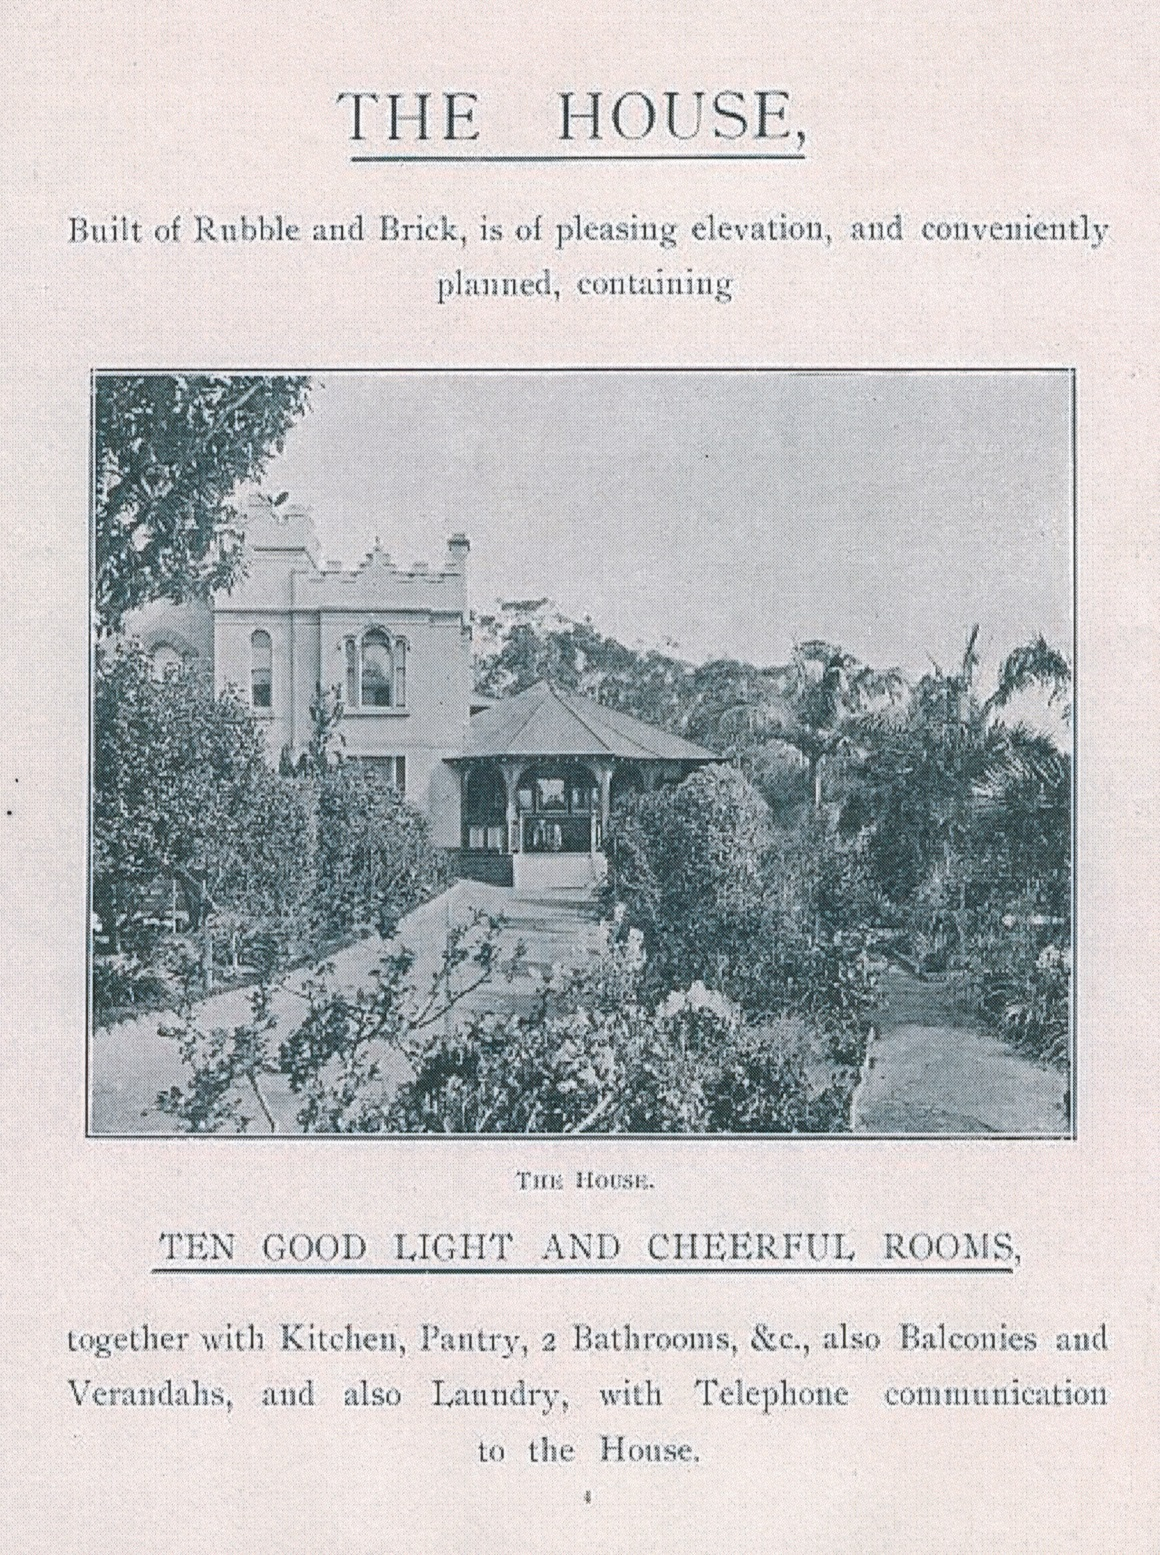 THE HOUSE,
Built of Rubble and Brick, is of pleasing elevation, and conveniently
planned, containing
THE HOUSE.
TEN GOOD LIGHT AND CHEERFUL ROOMS,
together with Kitchen, Pantry, 2 Bathrooms, &c., also Balconies and
Verandahs, and also Laundry, with Telephone communication
to the House.